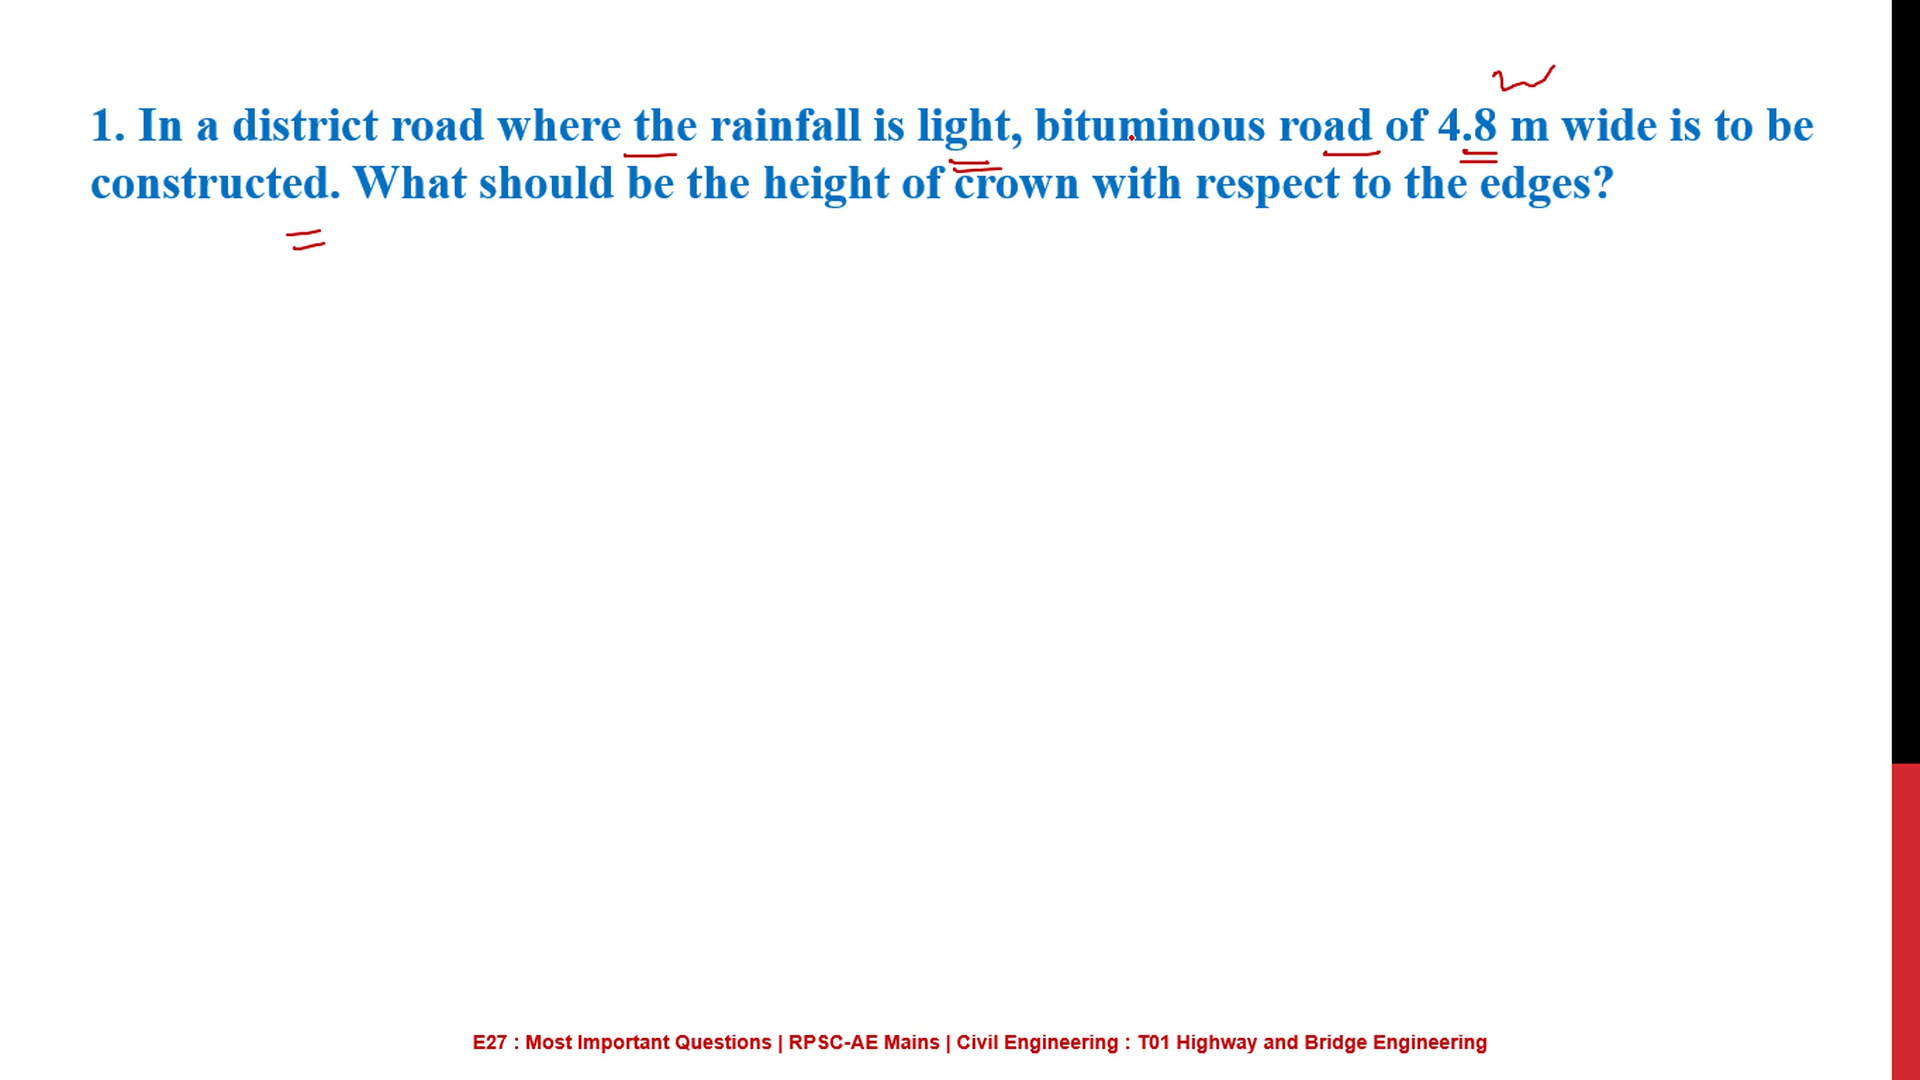 1. In a district road where the rainfall is light, bituminous road of 4.8 m wide is to be
constructed. What should be the height of crown with respect to the edges?
E27 : Most Important Questions | RPSC-AE Mains | Civil Engineering : T01 Highway and Bridge Engineering